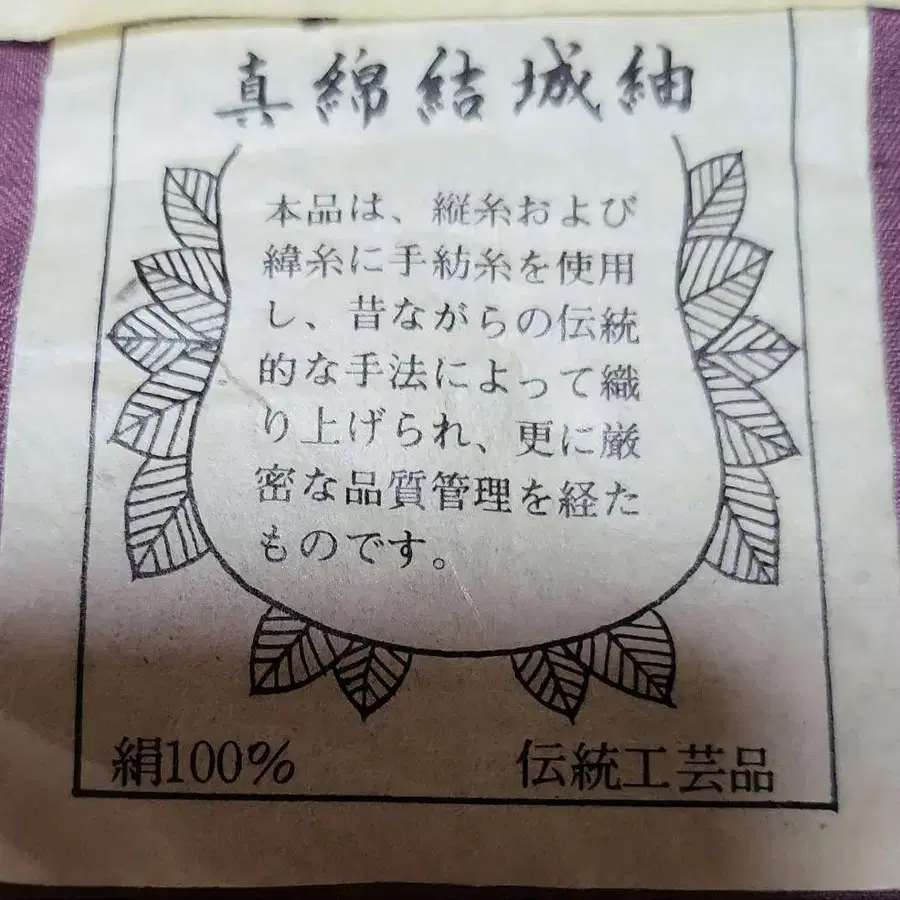 真綿結城紬
本品は、縦糸および
緯糸に手紡糸を使用
し、昔ながらの伝統
的な手法によって織
り上げられ、更に厳
密な品質管理を経た
ものです。
絹100%
伝統工芸品